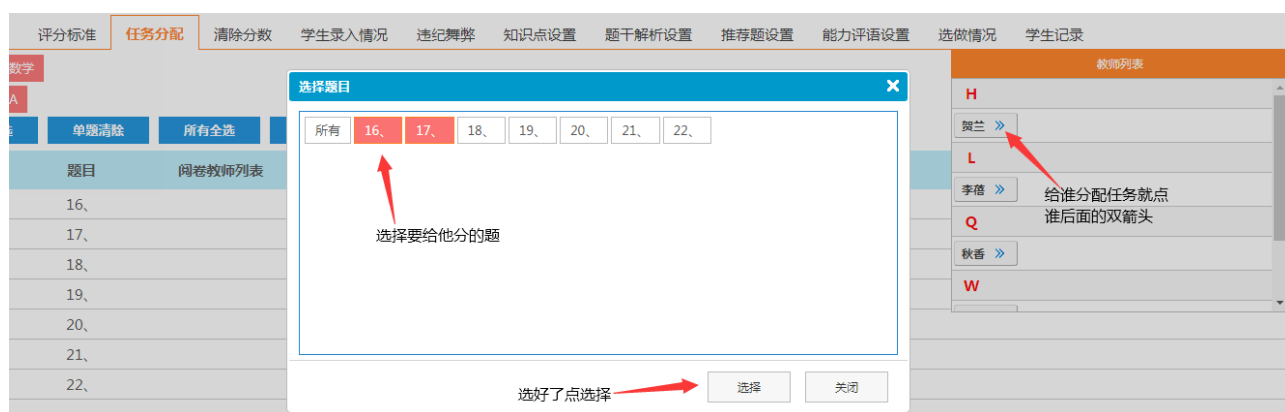 评分标准 任务分配 清除分数 学生录入情况 违纪舞弊 知识点设置 题干解析设置 推荐题设置 能力评语设置 选做情况 学生记录
数学
教师列表
选择题目
A
H
单题清除 所有全选
所有 16、 17、 18、 19、 20、 21、 22、
贺兰
L
题目 阅卷教师列表
李蓓
给谁分配任务就点
谁后面的双箭头
16、
Q
17、
选择要给他分的题
秋香
18、
W
19、
20、
21、
22、
选好了点选择
选择 关闭